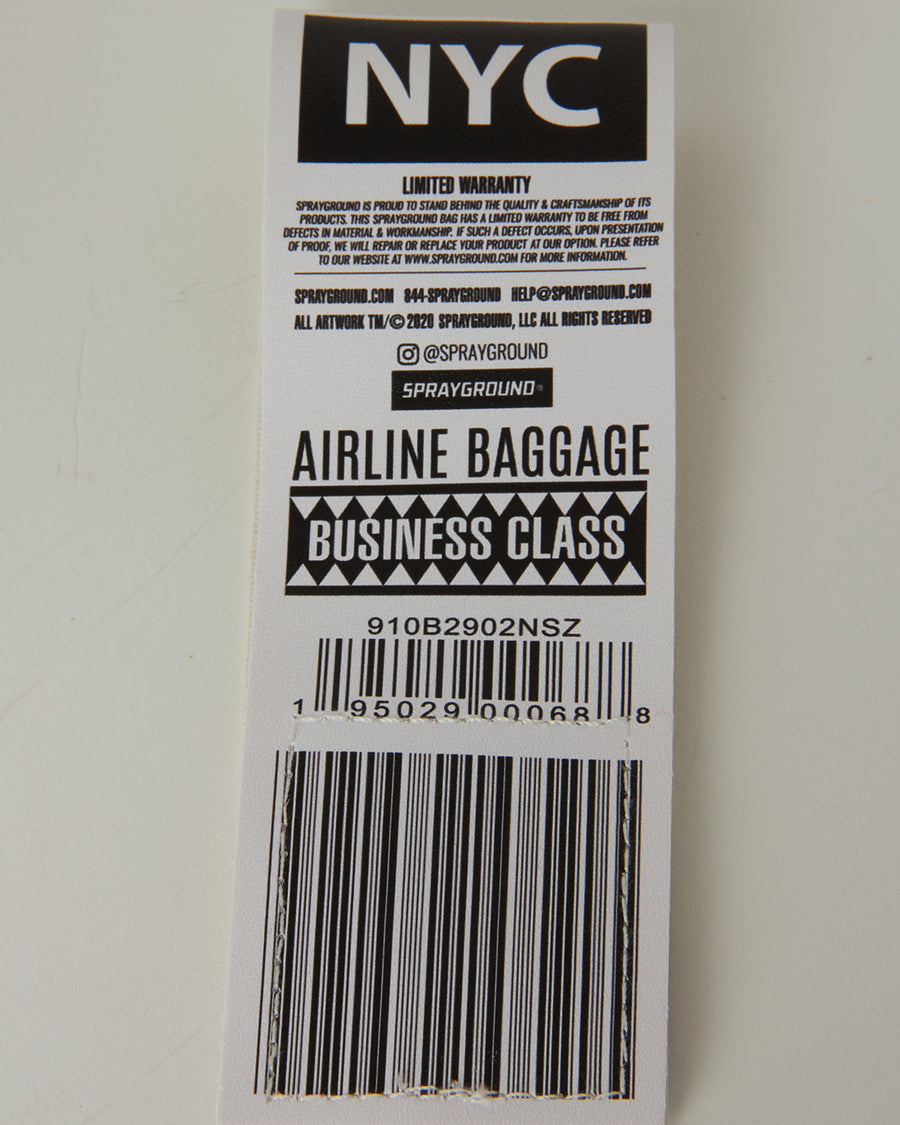 NYC
LIMITED WARRANTY
SPRAYGROUND IS PROUD TO STAND BEHIND THE QUALITY & CRAFTSMANSHIP OF ITS
PRODUCTS. THIS SPRAYGROUND BAG HAS A LIMITED WARRANTY TO BE FREE FROM
DEFECTS IN MATERIAL & WORKMANSHIP. IF SUCH A DEFECT OCCURS, UPON PRESENTATION
OF PROOF, WE WILL REPAIR OR REPLACE YOUR PRODUCT AT OUR OPTION. PLEASE REFER
TO OUR WEBSITE AT WWW.SPRAYGROUND.COM FOR MORE INFORMATION.
SPRAYGROUND.COM 844-SPRAYGROUND HELP@SPRAYGROUND.COM
ALL ARTWORK TM/© 2020 SPRAYGROUND, LLC ALL RIGHTS RESERVED
@SPRAYGROUND
SPRAYGROUND®
AIRLINE BAGGAGE
BUSINESS CLASS
910B2902NSZ
1 95029 00068 8